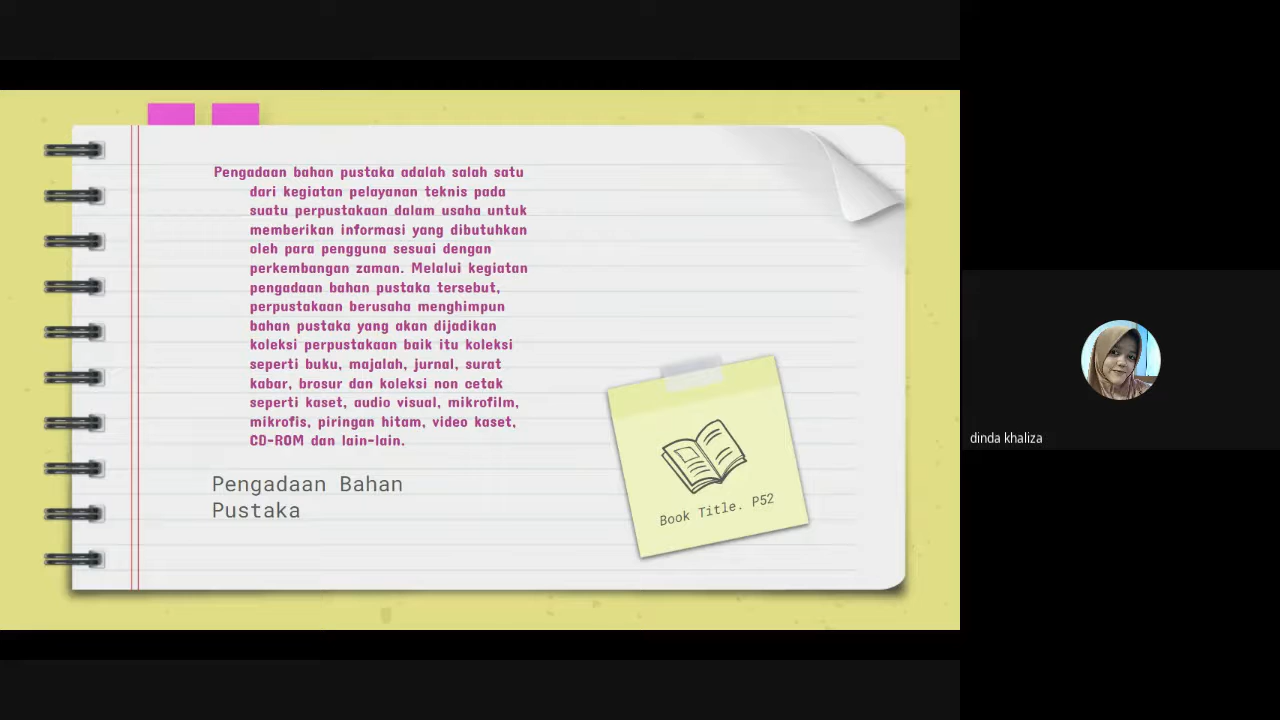 Pengadaan bahan pustaka adalah salah satu
dari kegiatan pelayanan teknis pada
suatu perpustakaan dalam usaha untuk
memberikan informasi yang dibutuhkan
oleh para pengguna sesuai dengan
perkembangan zaman. Melalui kegiatan
pengadaan bahan pustaka tersebut,
perpustakaan berusaha menghimpun
bahan pustaka yang akan dijadikan
koleksi perpustakaan baik itu koleksi
seperti buku, majalah, jurnal, surat
kabar, brosur dan koleksi non cetak
seperti kaset, audio visual, mikrofilm,
mikrofis, piringan hitam, video kaset,
CD-ROM dan lain-lain.
Pengadaan Bahan
Pustaka
Book Title. P52
dinda khaliza